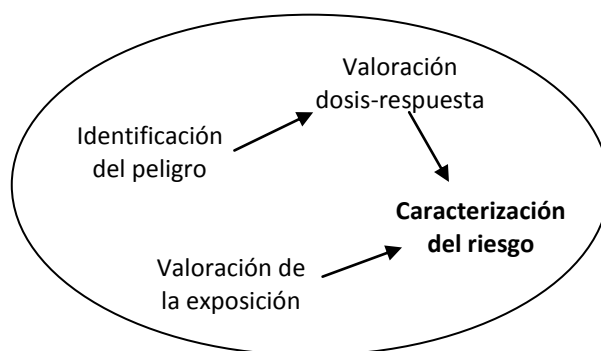 Valoración
dosis-respuesta
Identificación
del peligro
Caracterización
del riesgo
Valoración de
la exposición